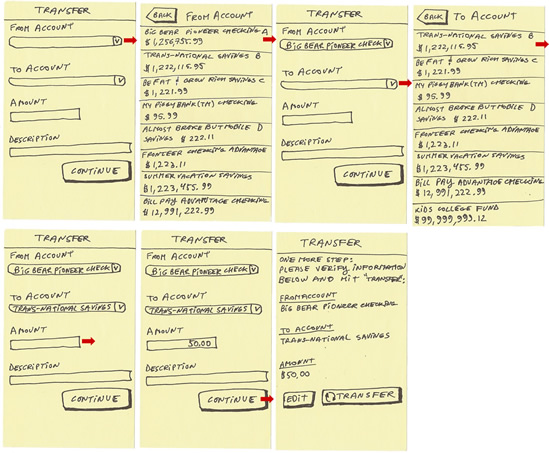 TRANSFER
FROM ACCOUNT
V
TO ACCOUNT
V
AMOUNT
DESCRIPTION
CONTINUE
BACK FROM ACCOUNT
BIG BEAR PIONEER CHECKING A
$1,256,755.99
TRANS-NATIONAL SAVINGS B
$1,222,115.95
BE FAT & GROW RICH SAVINGS C
$1,221.99
MY PIGGY BANK(TM) CHECKING
$95.99
ALMOST BROKE BUT MOBILE D
SAVINGS $222.11
FRONTEER CHECKING ADVANTAGE
$1,223.11
SUMMER VACATION SAVINGS
$1,223,455.99
BILL PAY ADVANTAGE CHECKING
$12,991,222.99
TRANSFER
FROM ACCOUNT
BIG BEAR PIONEER CHECK V
TO ACCOUNT
V
AMOUNT
DESCRIPTION
CONTINUE
BACK TO ACCOUNT
TRANS-NATIONAL SAVINGS B
$1,222,115.95
BE FAT & GROW RICH SAVINGS C
$1,221.99
MY PIGGY BANK(TM) CHECKING
$95.99
ALMOST BROKE BUT MOBILE D
SAVINGS $222.11
FRONTEER CHECKING ADVANTAGE
$1,223.11
SUMMER VACATION SAVINGS
$1,223,455.99
BILL PAY ADVANTAGE CHECKING
$12,991,222.99
KIDS COLLEGE FUND
$99,999,993.12
TRANSFER
FROM ACCOUNT
BIG BEAR PIONEER CHECK V
TO ACCOUNT
TRANS-NATIONAL SAVINGS V
AMOUNT
DESCRIPTION
CONTINUE
TRANSFER
FROM ACCOUNT
BIG BEAR PIONEER CHECK V
TO ACCOUNT
TRANS-NATIONAL SAVINGS V
AMOUNT
50.00
DESCRIPTION
CONTINUE
TRANSFER
ONE MORE STEP:
PLEASE VERIFY INFORMATION
BELOW AND HIT "TRANSFER":
FROM ACCOUNT
BIG BEAR PIONEER CHECKING
TO ACCOUNT
TRANS-NATIONAL SAVINGS
AMOUNT
$50,00
EDIT TRANSFER